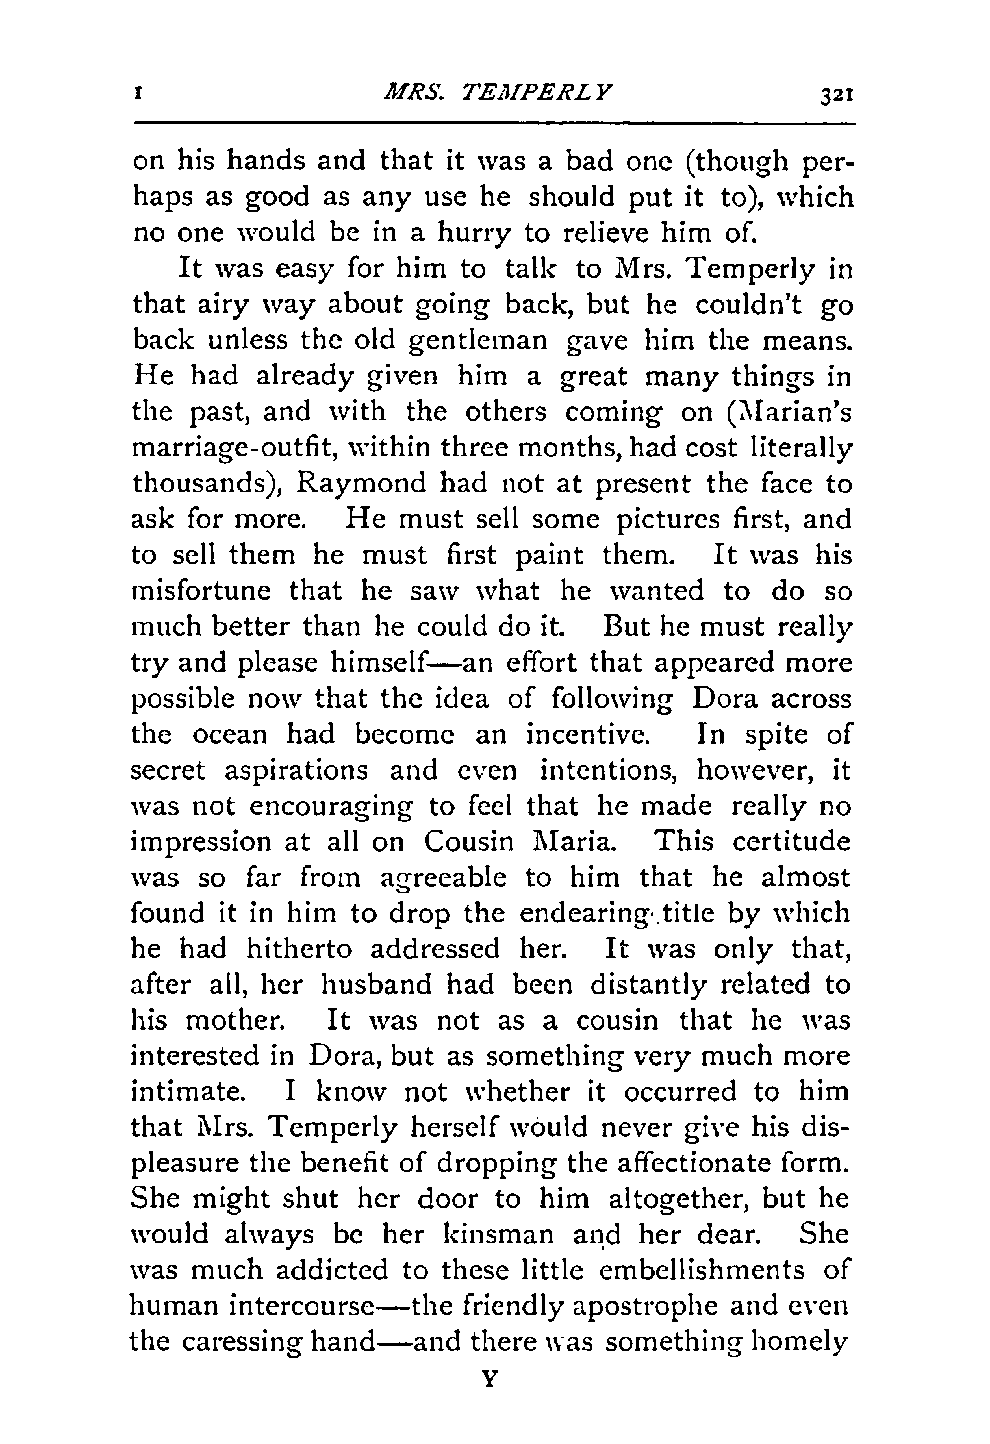 I MRS. TEMPERLY 321
on his hands and that it was a bad one (though per-
haps as good as any use he should put it to), which
no one would be in a hurry to relieve him of.
It was easy for him to talk to Mrs. Temperly in
that airy way about going back, but he couldn't go
back unless the old gentleman gave him the means.
He had already given him a great many things in
the past, and with the others coming on (Marian's
marriage-outfit, within three months, had cost literally
thousands), Raymond had not at present the face to
ask for more. He must sell some pictures first, and
to sell them he must first paint them. It was his
misfortune that he saw what he wanted to do so
much better than he could do it. But he must really
try and please himself—an effort that appeared more
possible now that the idea of following Dora across
the ocean had become an incentive. In spite of
secret aspirations and even intentions, however, it
was not encouraging to feel that he made really no
impression at all on Cousin Maria. This certitude
was so far from agreeable to him that he almost
found it in him to drop the endearing title by which
he had hitherto addressed her. It was only that,
after all, her husband had been distantly related to
his mother. It was not as a cousin that he was
interested in Dora, but as something very much more
intimate. I know not whether it occurred to him
that Mrs. Temperly herself would never give his dis-
pleasure the benefit of dropping the affectionate form.
She might shut her door to him altogether, but he
would always be her kinsman and her dear. She
was much addicted to these little embellishments of
human intercourse—the friendly apostrophe and even
the caressing hand—and there was something homely
Y